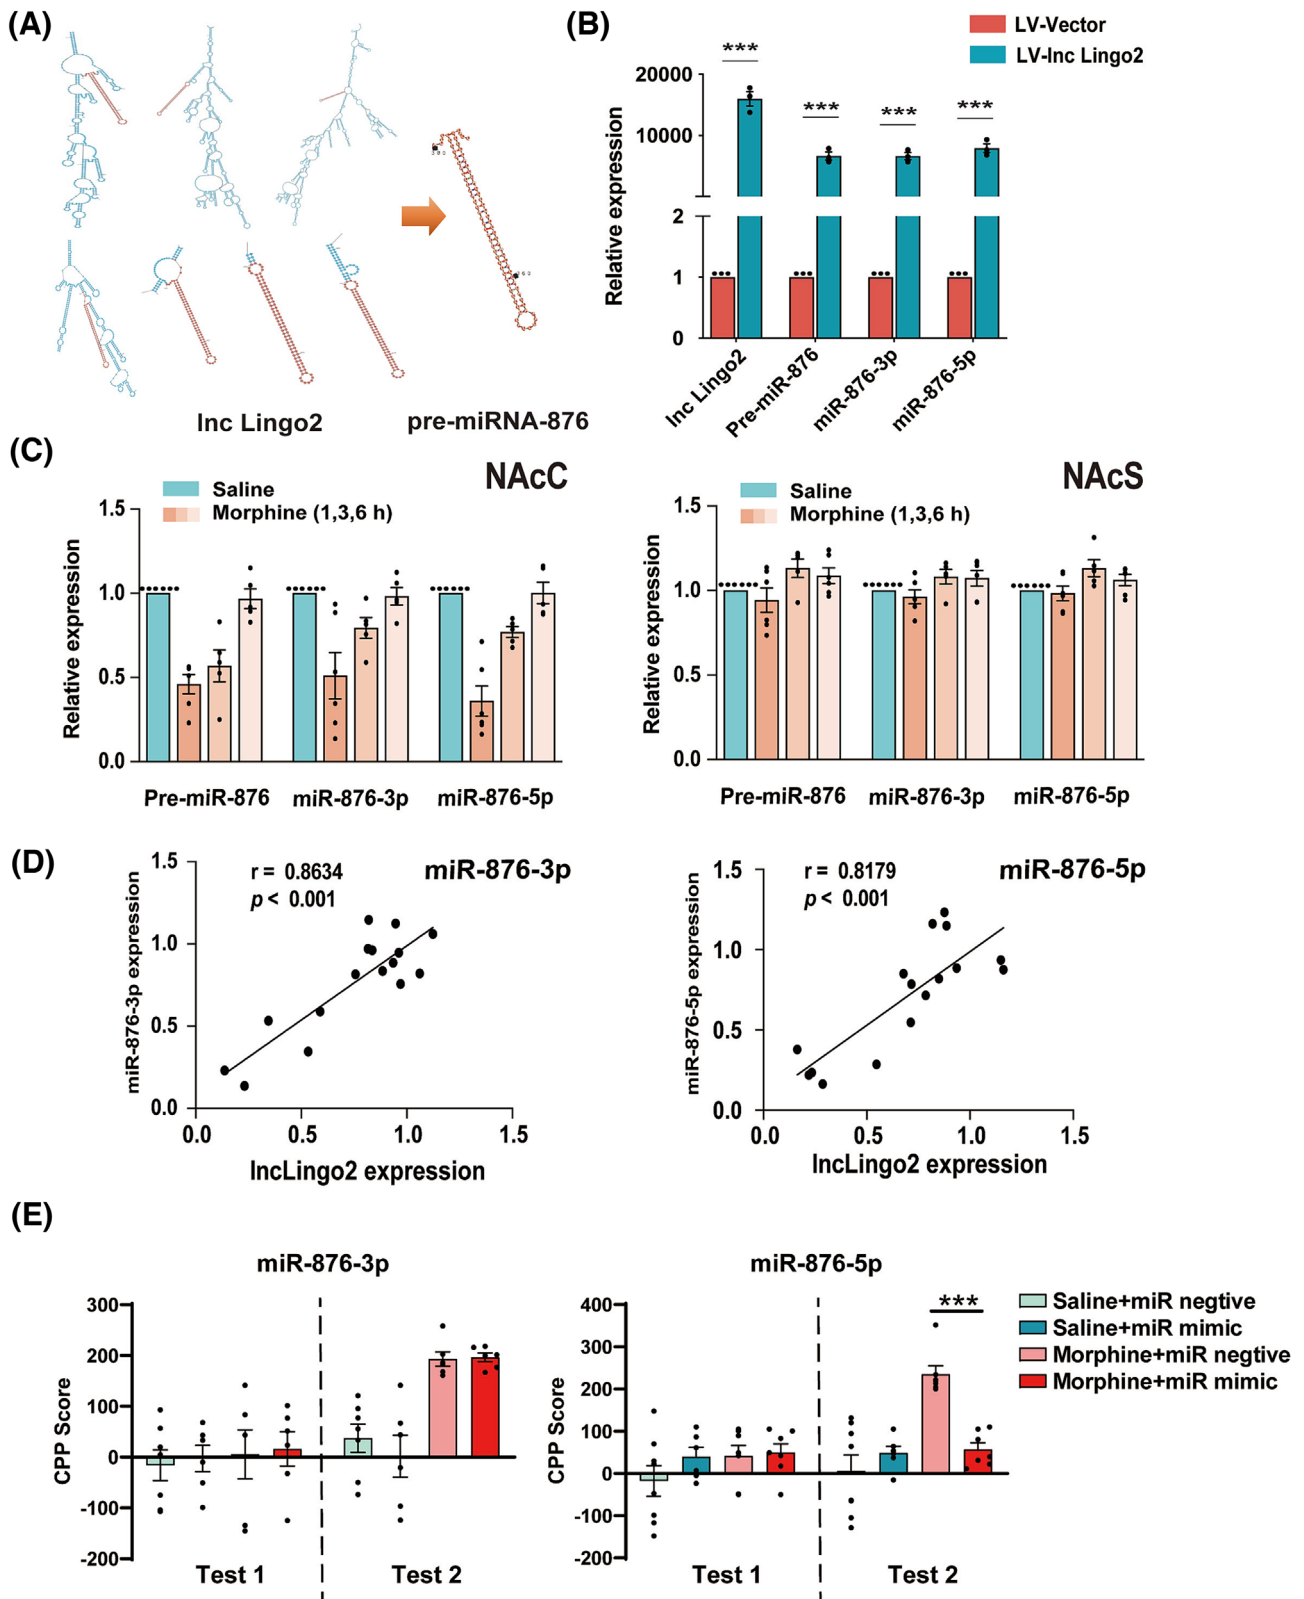 (A)
lnc Lingo2
pre-miRNA-876
(B)
LV-Vector
LV-lnc Lingo2
Relative expression
20000
10000
2
1
0
***
***
***
***
lnc Lingo2
Pre-miR-876
miR-876-3p
miR-876-5p
(C)
NAcC
Saline
Morphine (1,3,6 h)
Relative expression
1.5
1.0
0.5
0.0
Pre-miR-876
miR-876-3p
miR-876-5p
NAcS
Saline
Morphine (1,3,6 h)
Relative expression
1.5
1.0
0.5
0.0
Pre-miR-876
miR-876-3p
miR-876-5p
(D)
miR-876-3p
r = 0.8634
p < 0.001
miR-876-3p expression
1.5
1.0
0.5
0.0
0.0 0.5 1.0 1.5
lncLingo2 expression
miR-876-5p
r = 0.8179
p < 0.001
miR-876-5p expression
1.5
1.0
0.5
0.0
0.0 0.5 1.0 1.5
lncLingo2 expression
(E)
miR-876-3p
CPP Score
300
200
100
0
-100
-200
Test 1
Test 2
miR-876-5p
CPP Score
400
300
200
100
0
-100
-200
***
Test 1
Test 2
Saline+miR negtive
Saline+miR mimic
Morphine+miR negtive
Morphine+miR mimic